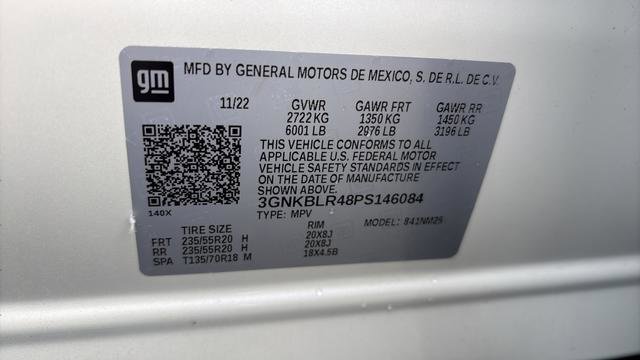 gm MFD BY GENERAL MOTORS DE MEXICO, S. DE R.L. DE C.V.
11/22 GVWR GAWR FRT GAWR RR
2722 KG 1350 KG 1450 KG
6001 LB 2976 LB 3196 LB
THIS VEHICLE CONFORMS TO ALL
APPLICABLE U.S. FEDERAL MOTOR
VEHICLE SAFETY STANDARDS IN EFFECT
ON THE DATE OF MANUFACTURE
SHOWN ABOVE.
3GNKBLR48PS146084
140X
TYPE: MPV MODEL: 841NM26
TIRE SIZE RIM
FRT 235/55R20 H 20X8J
RR 235/55R20 H 20X8J
SPA T135/70R18 M 18X4.5B